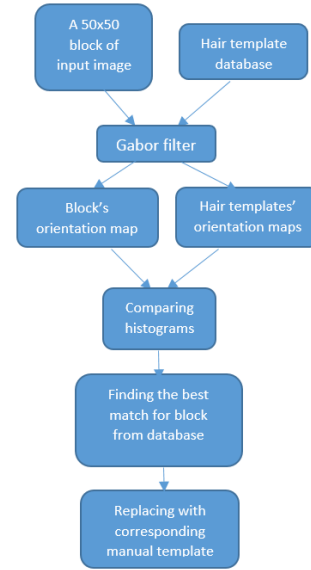 A 50x50
block of
input image
Hair template
database
Gabor filter
Block's
orientation map
Hair templates'
orientation maps
Comparing
histograms
Finding the best
match for block
from database
Replacing with
corresponding
manual template